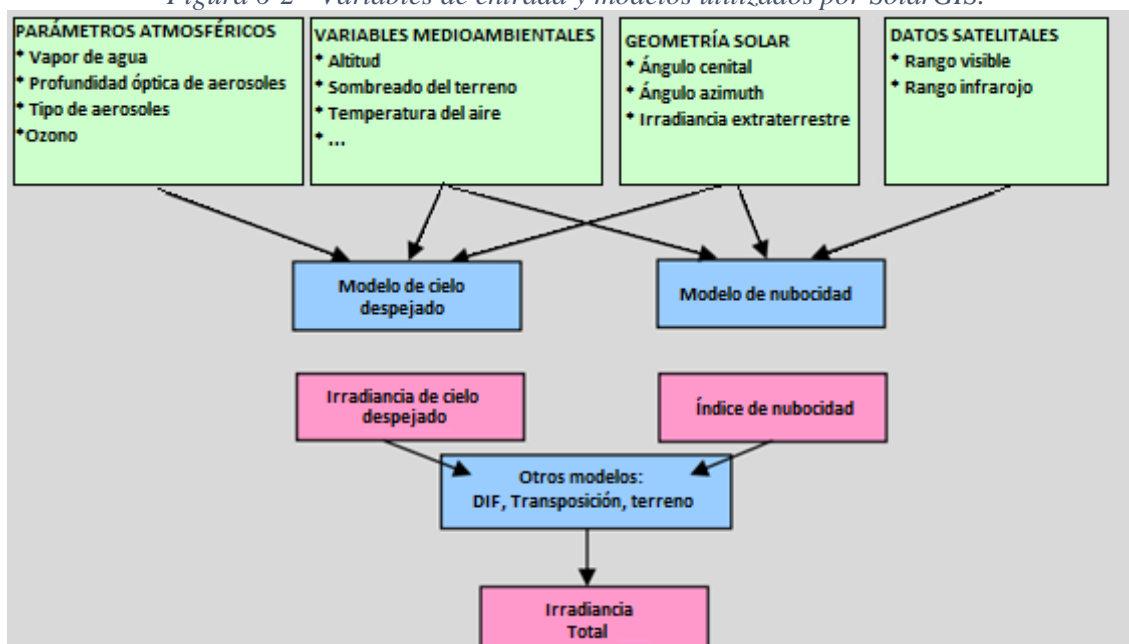 Figura 6-2 Variables de entrada y modelos utilizados por SolarGIS.
PARÁMETROS ATMOSFÉRICOS
* Vapor de agua
* Profundidad óptica de aerosoles
* Tipo de aerosoles
*Ozono
VARIABLES MEDIOAMBIENTALES
* Altitud
* Sombreado del terreno
* Temperatura del aire
* ...
GEOMETRÍA SOLAR
* Ángulo cenital
* Ángulo azimuth
* Irradiancia extraterrestre
DATOS SATELITALES
* Rango visible
* Rango infrarojo
Modelo de cielo
despejado
Modelo de nubocidad
Irradiancia de cielo
despejado
Índice de nubocidad
Otros modelos:
DIF, Transposición, terreno
Irradiancia
Total